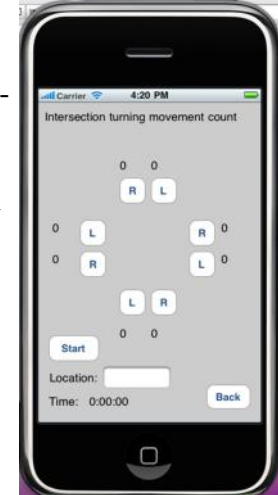 Carrier 4:20 PM
Intersection turning movement count
0 0
R L
0 L R 0
0 R L 0
L R
0 0
Start
Location:
Time: 0:00:00 Back